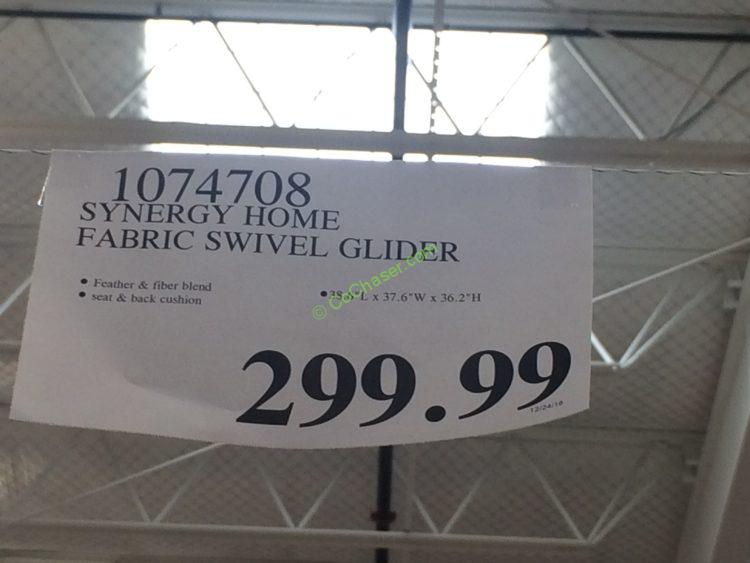 1074708
SYNERGY HOME
FABRIC SWIVEL GLIDER
• Feather & fiber blend
• seat & back cushion
• L x 37.6"W x 36.2"H
299.99
12/24/16
© CoChaser.com